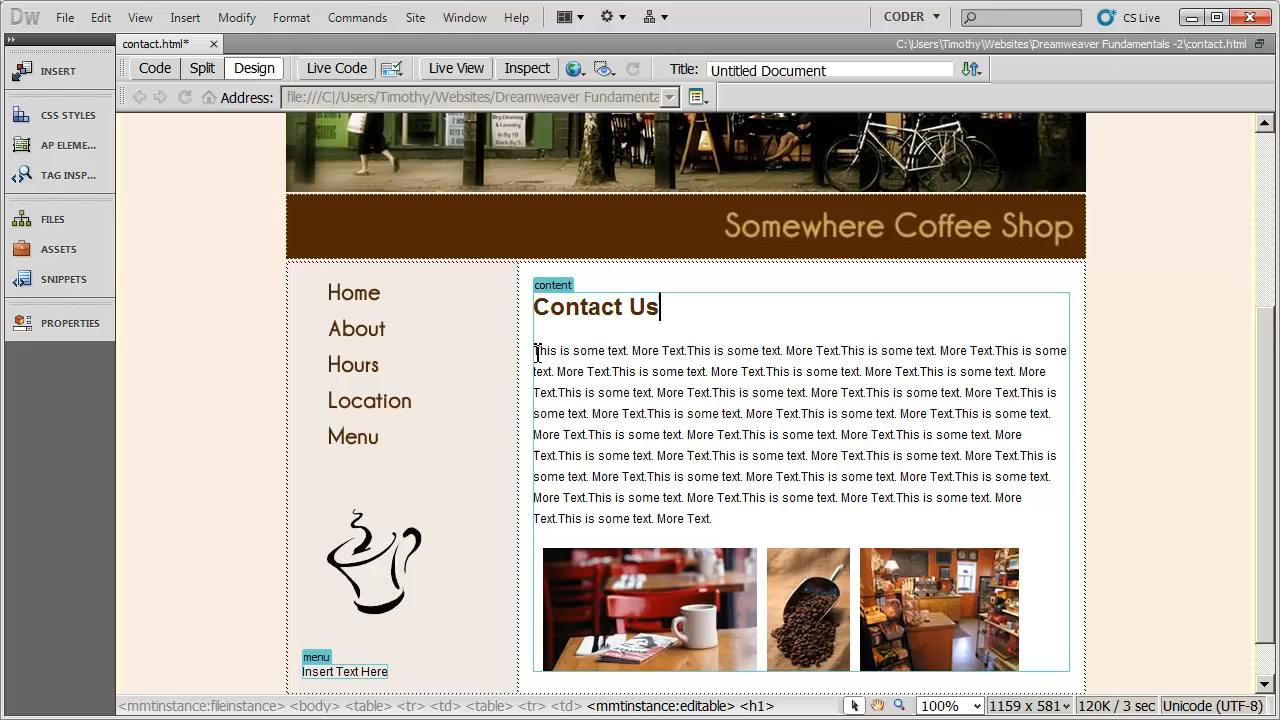 Dw File Edit View Insert Modify Format Commands Site Window Help CODER CS Live
contact.html* C:\Users\Timothy\Websites\Dreamweaver Fundamentals -2\contact.html
Code Split Design Live Code Live View Inspect Title: Untitled Document
Address: file:///C|/Users/Timothy/Websites/Dreamweaver Fundamenta
INSERT
CSS STYLES
AP ELEME...
TAG INSP...
FILES
ASSETS
SNIPPETS
PROPERTIES
Dry Cleaning
& Laundry
In By 10
Back By 5
Somewhere Coffee Shop
Home
About
Hours
Location
Menu
menu
Insert Text Here
content
Contact Us
This is some text. More Text.This is some text. More Text.This is some text. More Text.This is some
text. More Text.This is some text. More Text.This is some text. More Text.This is some text. More
Text.This is some text. More Text.This is some text. More Text.This is some text. More Text.This is
some text. More Text.This is some text. More Text.This is some text. More Text.This is some text.
More Text.This is some text. More Text.This is some text. More Text.This is some text. More
Text.This is some text. More Text.This is some text. More Text.This is some text. More Text.This is
some text. More Text.This is some text. More Text.This is some text. More Text.This is some text.
More Text.This is some text. More Text.This is some text. More Text.This is some text. More
Text.This is some text. More Text.
<mmtinstance:fileinstance> <body> <table> <tr> <td> <table> <tr> <td> <mmtinstance:editable> <h1> 100% 1159 x 581 120K / 3 sec Unicode (UTF-8)